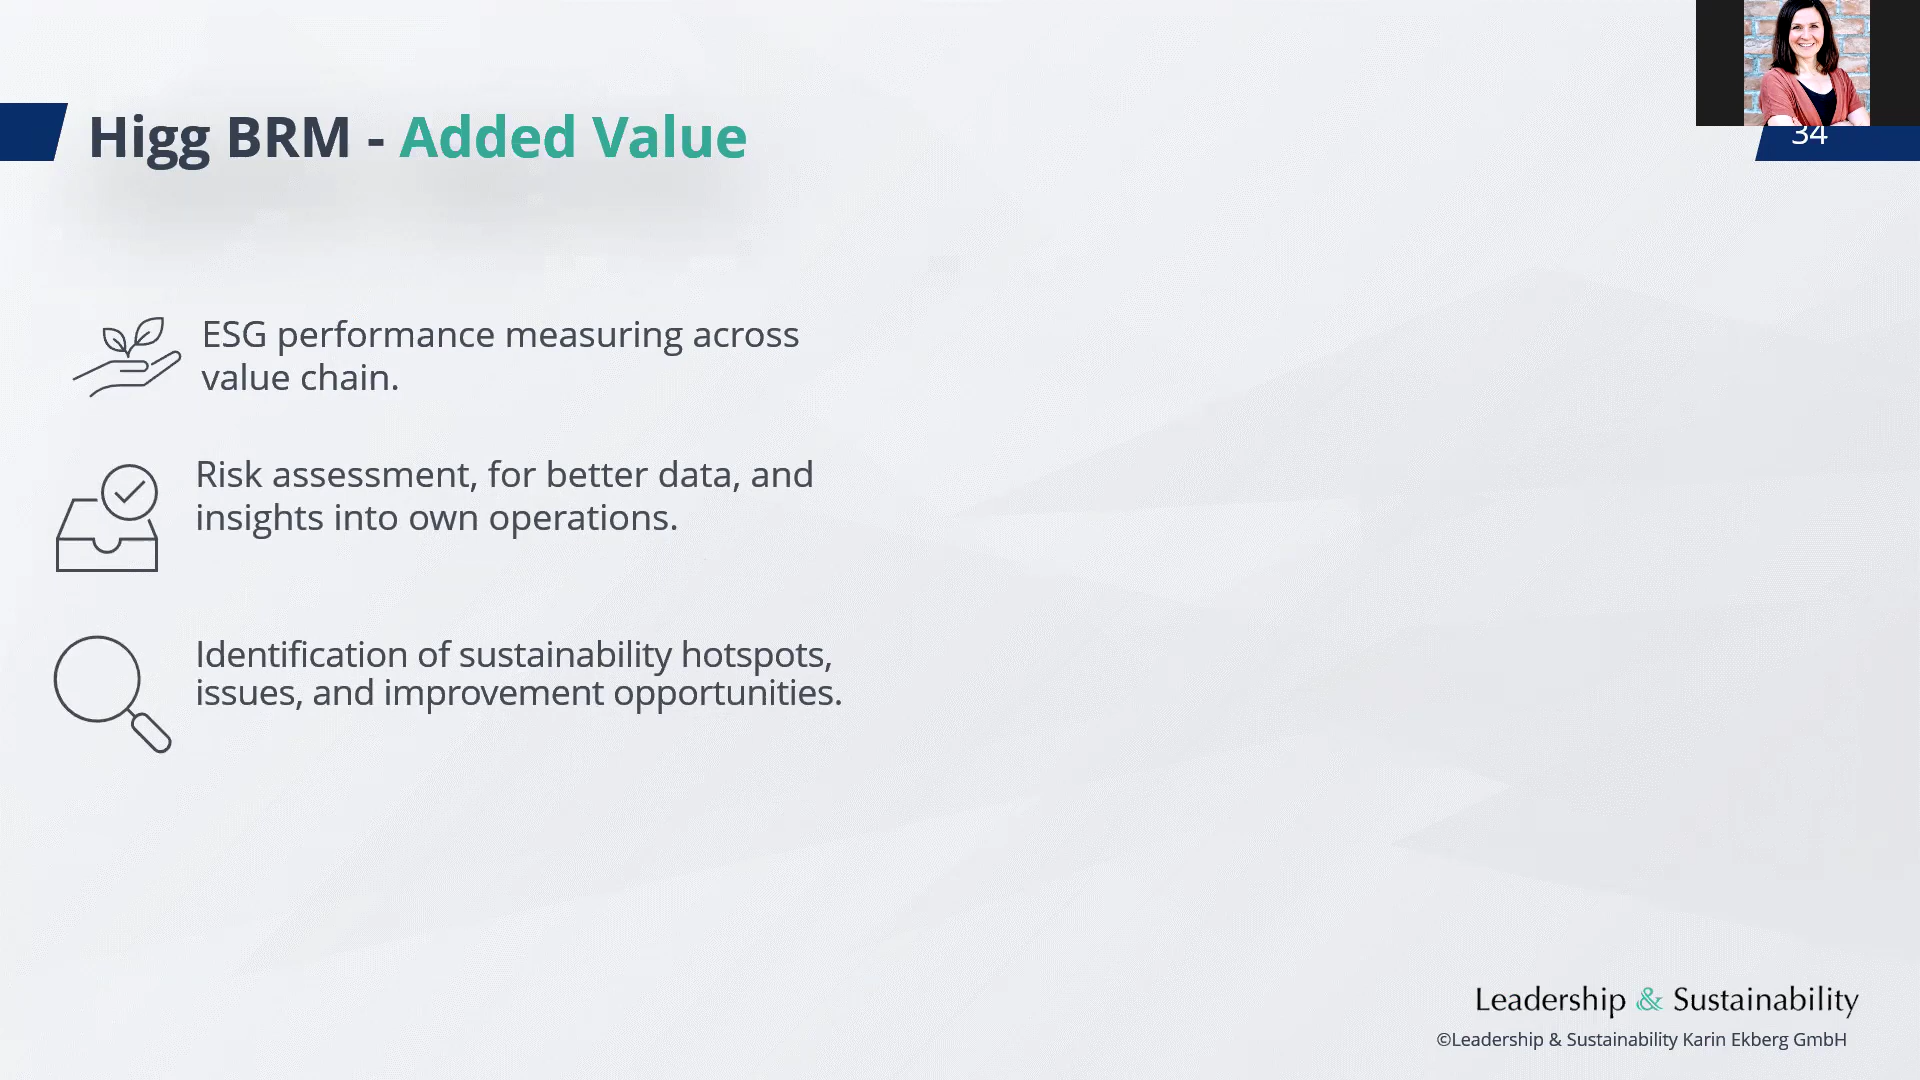 Higg BRM - Added Value
34
ESG performance measuring across
value chain.
Risk assessment, for better data, and
insights into own operations.
Identification of sustainability hotspots,
issues, and improvement opportunities.
Leadership & Sustainability
©Leadership & Sustainability Karin Ekberg GmbH